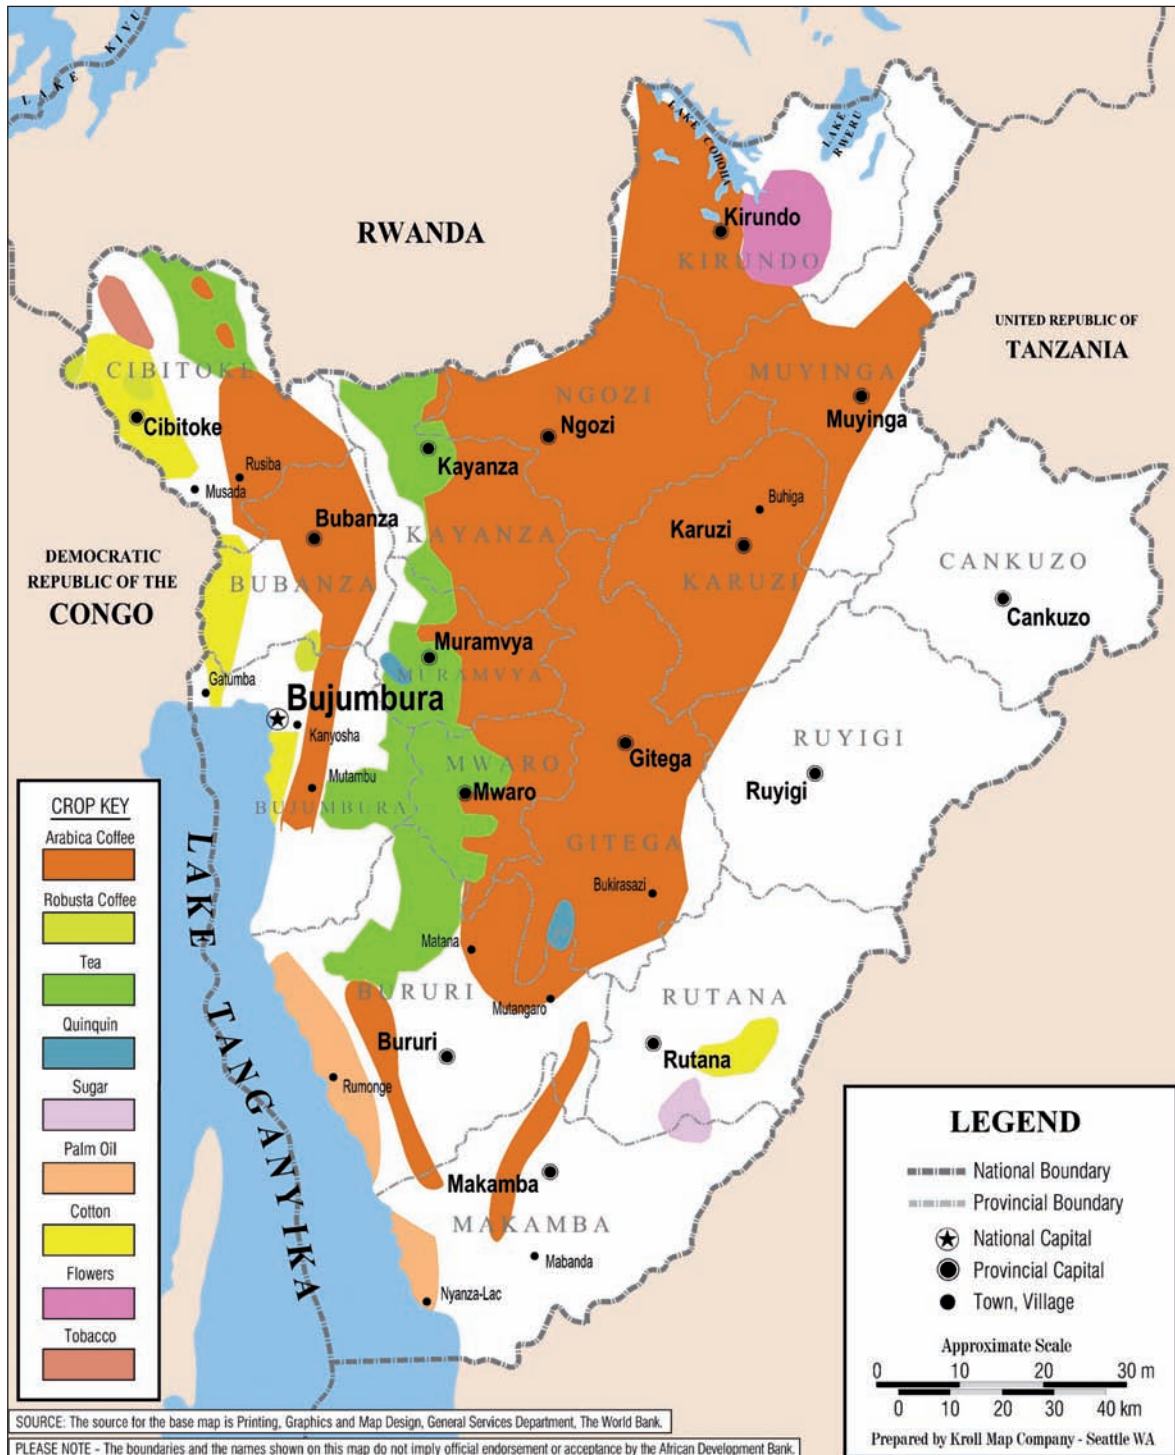 LAKE KIVU
LAKE COHOHA
LAKE
RWERU
RWANDA
Kirundo
KIRUNDO
UNITED REPUBLIC OF
TANZANIA
CIBITOKE
Cibitoke
NGOZI
Ngozi
MUYINGA
Muyinga
Kayanza
Rusiba
Musada
Buhiga
Bubanza
KAYANZA
Karuzi
KARUZI
DEMOCRATIC
REPUBLIC OF THE
CONGO
BUBANZA
CANKUZO
Cankuzo
Muramvya
MURAMVYA
Gatumba
Bujumbura
Kanyosha
Gitega
RUYIGI
Ruyigi
MWARO
Mwaro
Mutambu
BUJUMBURA
GITEGA
Bukirasazi
Matana
BURURI
Mutangaro
RUTANA
Bururi
Rutana
Rumonge
Makamba
MAKAMBA
Mabanda
Nyanza-Lac
LAKE TANGANYIKA
CROP KEY
Arabica Coffee
Robusta Coffee
Tea
Quinquin
Sugar
Palm Oil
Cotton
Flowers
Tobacco
LEGEND
National Boundary
Provincial Boundary
National Capital
Provincial Capital
Town, Village
Approximate Scale
0 10 20 30 m
0 10 20 30 40 km
Prepared by Kroll Map Company - Seattle WA
SOURCE: The source for the base map is Printing, Graphics and Map Design, General Services Department, The World Bank.
PLEASE NOTE - The boundaries and the names shown on this map do not imply official endorsement or acceptance by the African Development Bank.